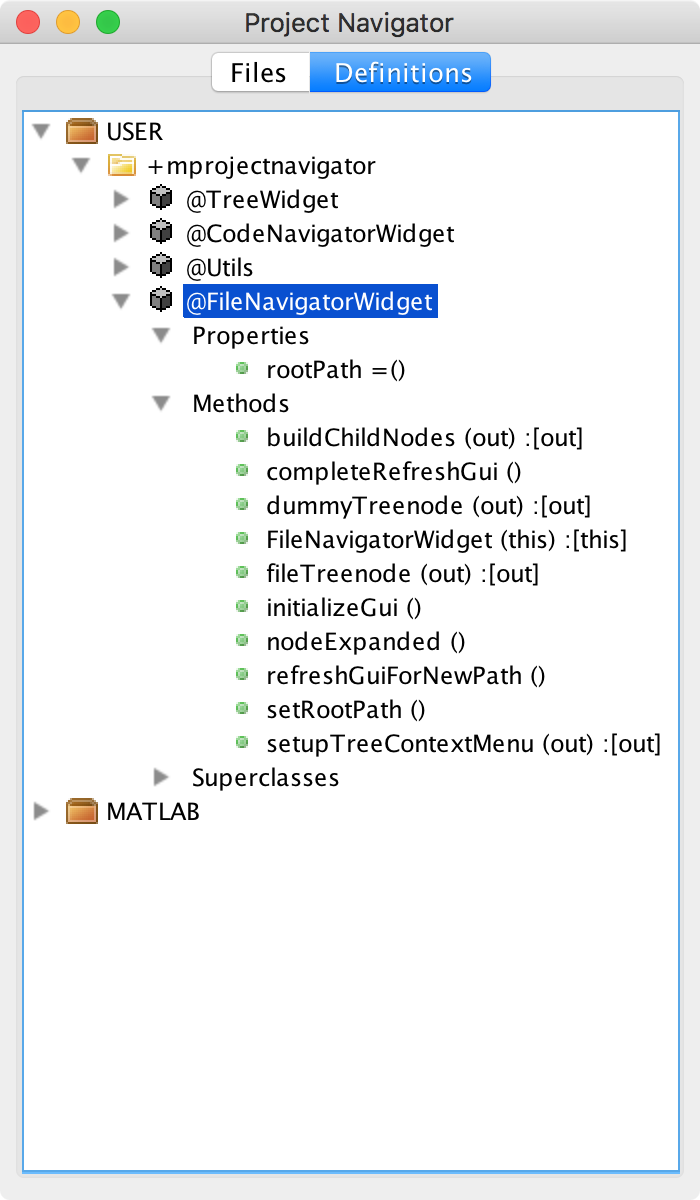 Project Navigator
Files Definitions
USER
+mprojectnavigator
@TreeWidget
@CodeNavigatorWidget
@Utils
@FileNavigatorWidget
Properties
rootPath =()
Methods
buildChildNodes (out) :[out]
completeRefreshGui ()
dummyTreenode (out) :[out]
FileNavigatorWidget (this) :[this]
fileTreenode (out) :[out]
initializeGui ()
nodeExpanded ()
refreshGuiForNewPath ()
setRootPath ()
setupTreeContextMenu (out) :[out]
Superclasses
MATLAB